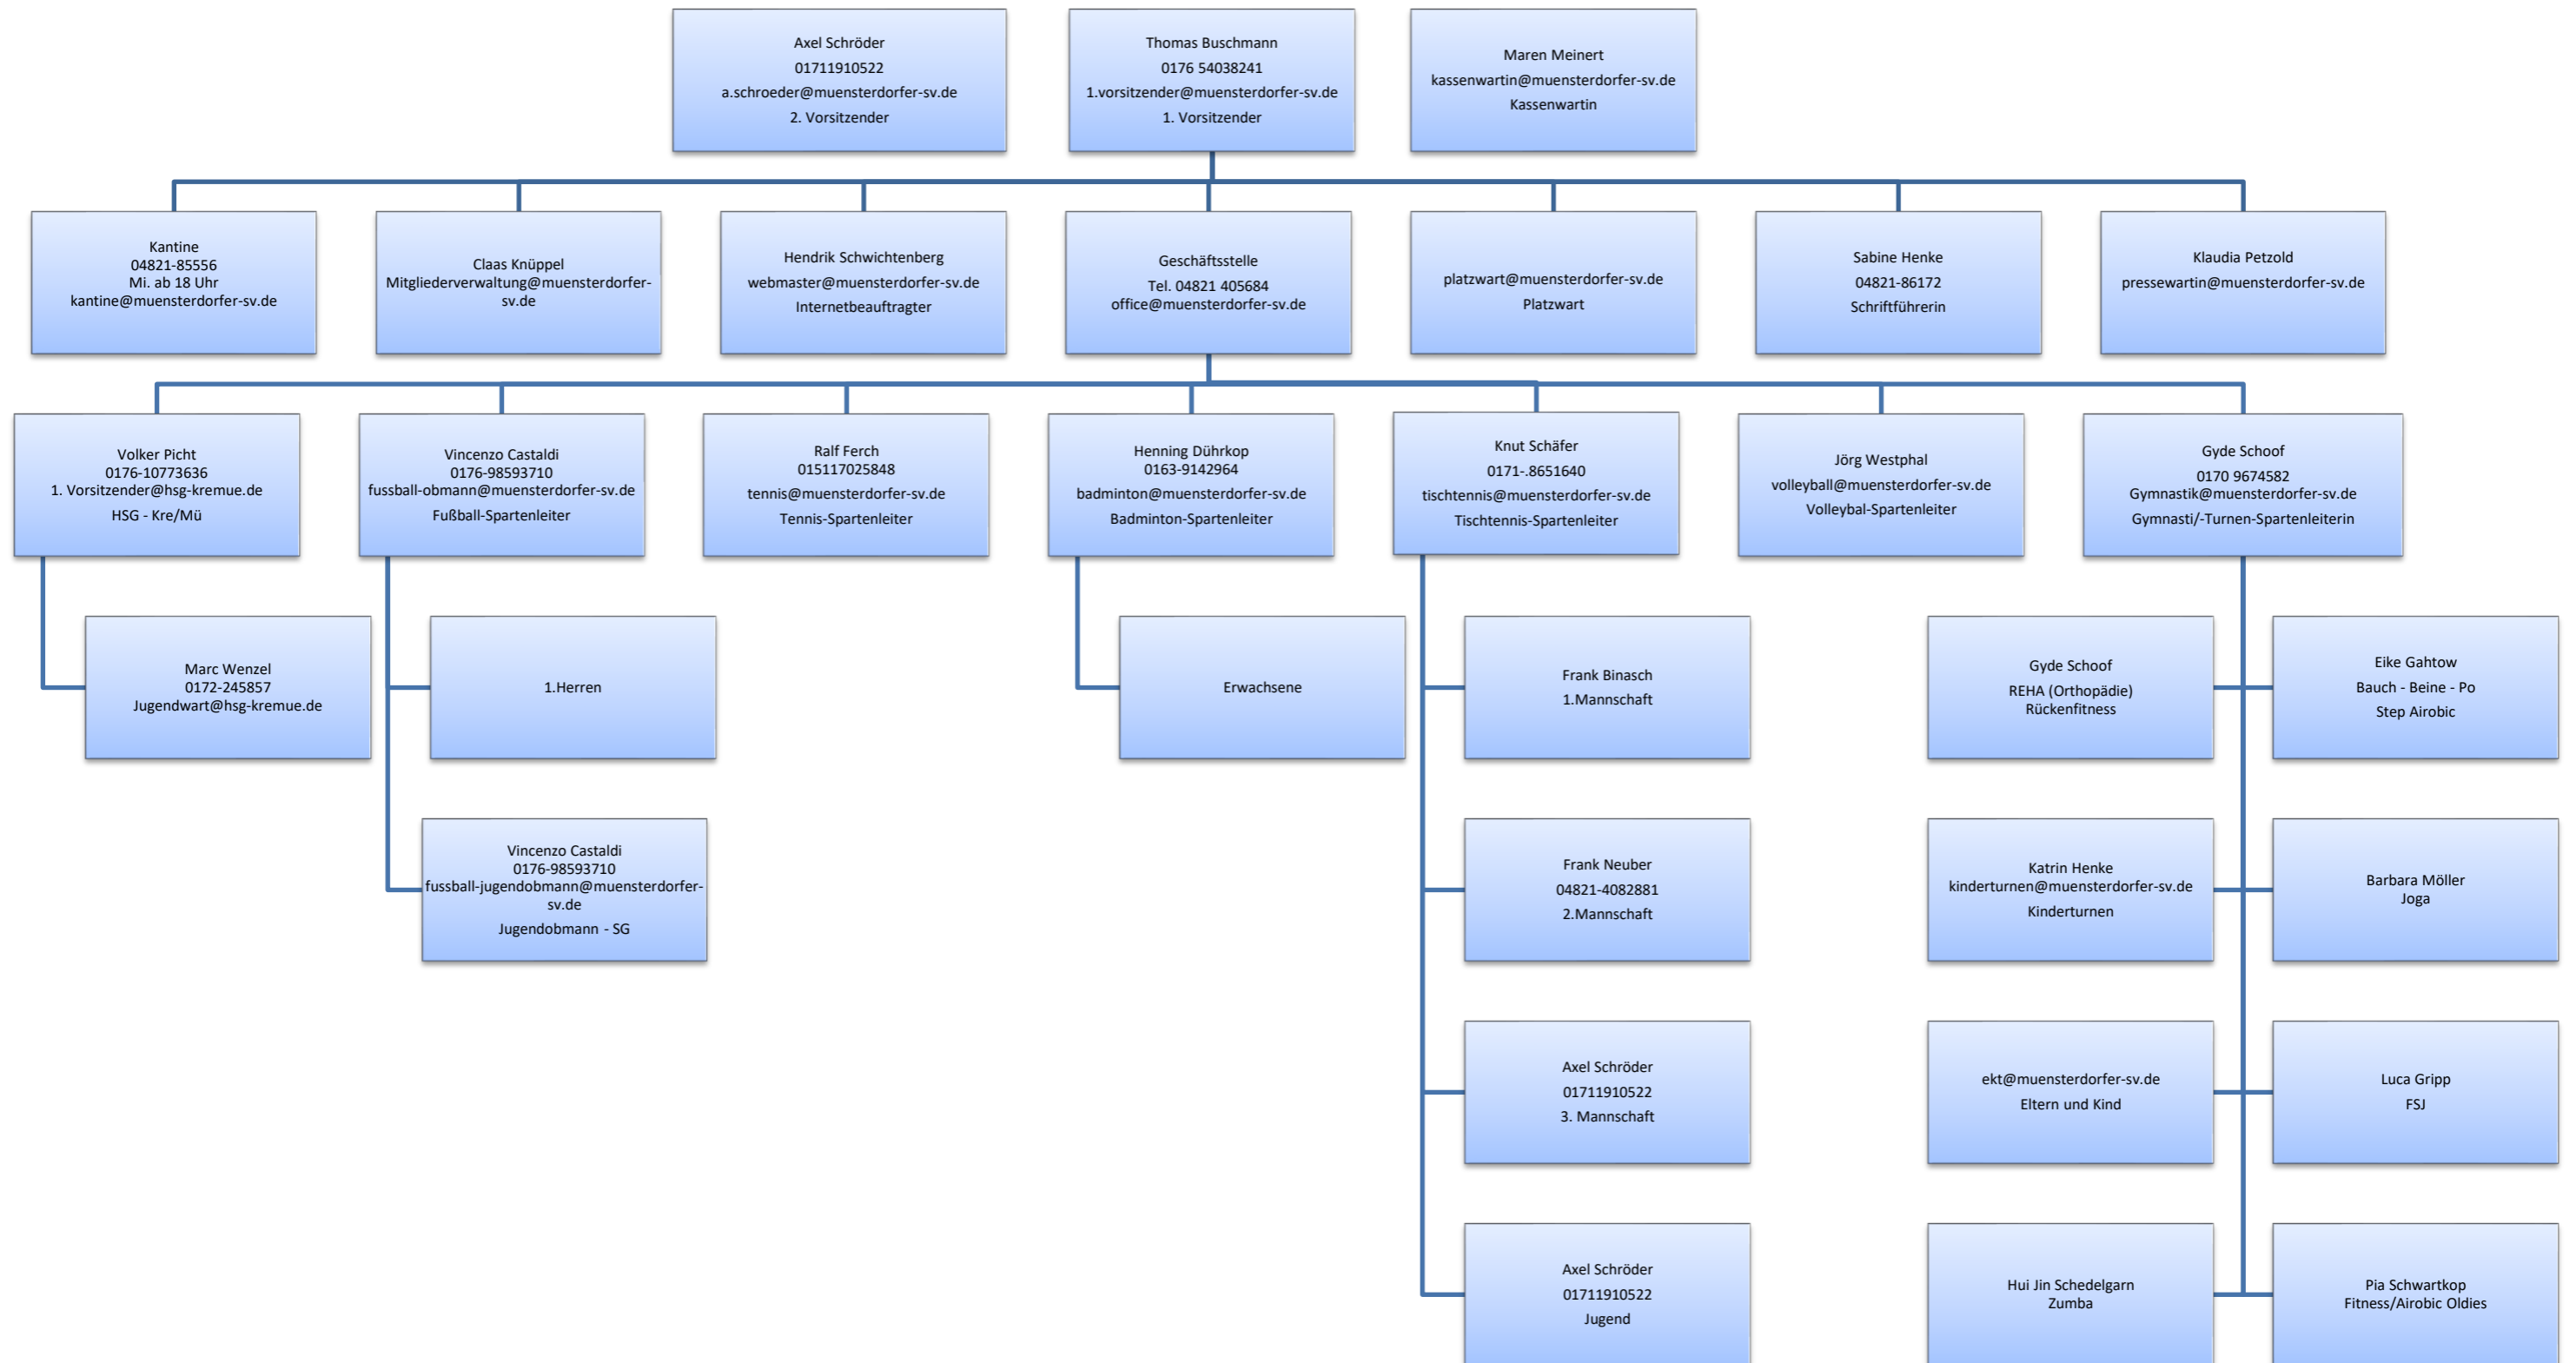 Axel Schröder
01711910522
a.schroeder@muensterdorfer-sv.de
2. Vorsitzender
Thomas Buschmann
0176 54038241
1.vorsitzender@muensterdorfer-sv.de
1. Vorsitzender
Maren Meinert
kassenwartin@muensterdorfer-sv.de
Kassenwartin
Kantine
04821-85556
Mi. ab 18 Uhr
kantine@muensterdorfer-sv.de
Claas Knüppel
Mitgliederverwaltung@muensterdorfer-
sv.de
Hendrik Schwichtenberg
webmaster@muensterdorfer-sv.de
Internetbeauftragter
Geschäftsstelle
Tel. 04821 405684
office@muensterdorfer-sv.de
platzwart@muensterdorfer-sv.de
Platzwart
Sabine Henke
04821-86172
Schriftführerin
Klaudia Petzold
pressewartin@muensterdorfer-sv.de
Volker Picht
0176-10773636
1. Vorsitzender@hsg-kremue.de
HSG - Kre/Mü
Vincenzo Castaldi
0176-98593710
fussball-obmann@muensterdorfer-sv.de
Fußball-Spartenleiter
Ralf Ferch
015117025848
tennis@muensterdorfer-sv.de
Tennis-Spartenleiter
Henning Dührkop
0163-9142964
badminton@muensterdorfer-sv.de
Badminton-Spartenleiter
Knut Schäfer
0171-.8651640
tischtennis@muensterdorfer-sv.de
Tischtennis-Spartenleiter
Jörg Westphal
volleyball@muensterdorfer-sv.de
Volleybal-Spartenleiter
Gyde Schoof
0170 9674582
Gymnastik@muensterdorfer-sv.de
Gymnasti/-Turnen-Spartenleiterin
Marc Wenzel
0172-245857
Jugendwart@hsg-kremue.de
1.Herren
Erwachsene
Frank Binasch
1.Mannschaft
Gyde Schoof
REHA (Orthopädie)
Rückenfitness
Eike Gahtow
Bauch - Beine - Po
Step Airobic
Vincenzo Castaldi
0176-98593710
fussball-jugendobmann@muensterdorfer-
sv.de
Jugendobmann - SG
Frank Neuber
04821-4082881
2.Mannschaft
Katrin Henke
kinderturnen@muensterdorfer-sv.de
Kinderturnen
Barbara Möller
Joga
Axel Schröder
01711910522
3. Mannschaft
ekt@muensterdorfer-sv.de
Eltern und Kind
Luca Gripp
FSJ
Axel Schröder
01711910522
Jugend
Hui Jin Schedelgarn
Zumba
Pia Schwartkop
Fitness/Airobic Oldies